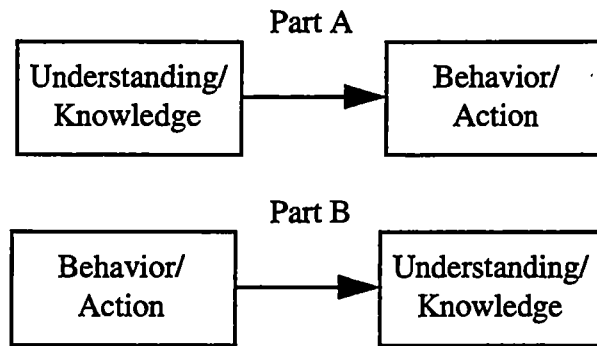 Part A
Understanding/
Knowledge
Behavior/
Action
Part B
Behavior/
Action
Understanding/
Knowledge